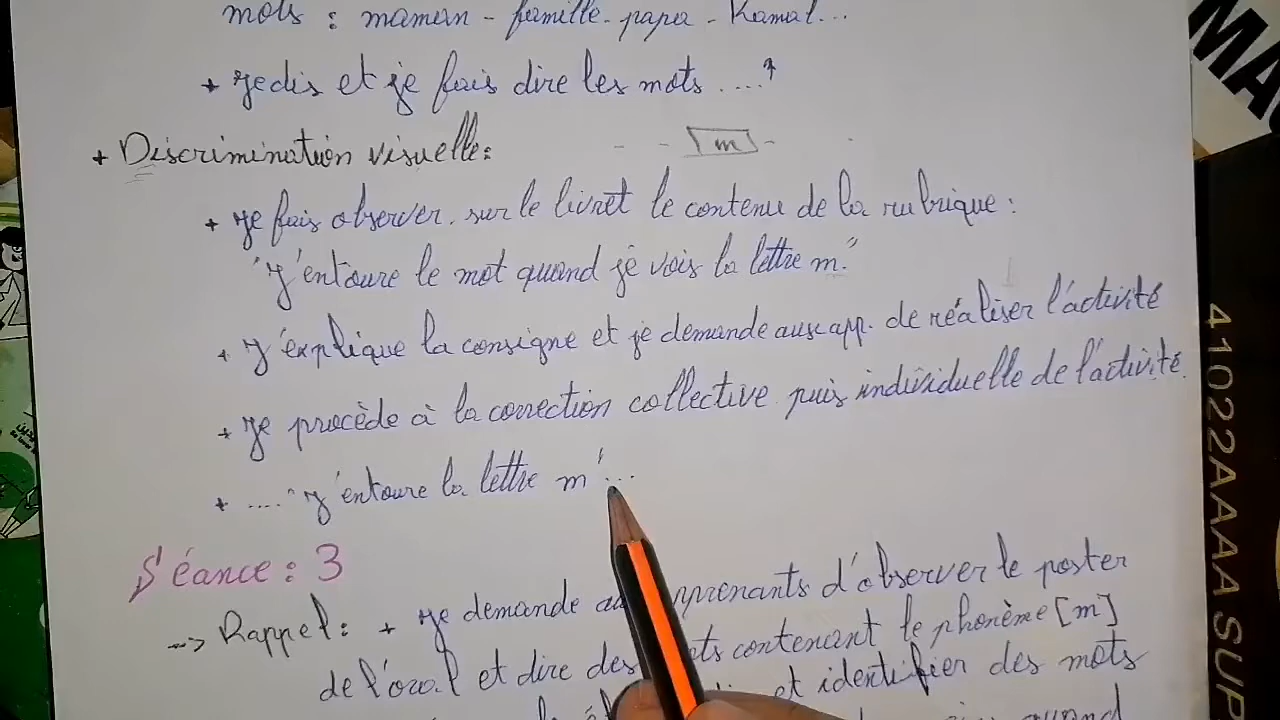 mots : maman - famille - papa - Kamal...
+ Je dis et je fais dire les mots ....
+ Discrimination visuelle :
m
+ Je fais observer sur le livret le contenu de la rubrique :
"J'entoure le mot quand je vois la lettre m."
+ J'explique la consigne et je demande aux app. de réaliser l'activité
+ Je procède à la correction collective puis individuelle de l'activité.
+ .... "J'entoure la lettre m"...
Séance : 3
--> Rappel : + Je demande apprenants d'observer le poster
de l'oral et dire des contenant le phonème [m]
et identifier des mots
quand
MA
41022AAAA SUP